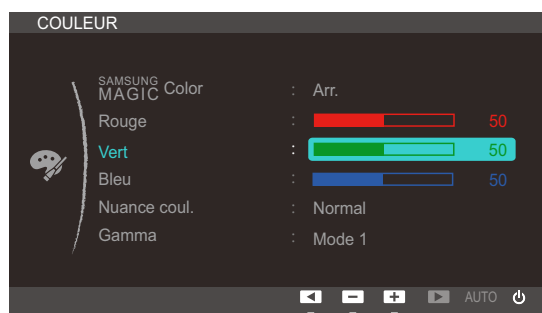 COULEUR
SAMSUNG MAGIC Color : Arr.
Rouge : 50
Vert : 50
Bleu : 50
Nuance coul. : Normal
Gamma : Mode 1
AUTO